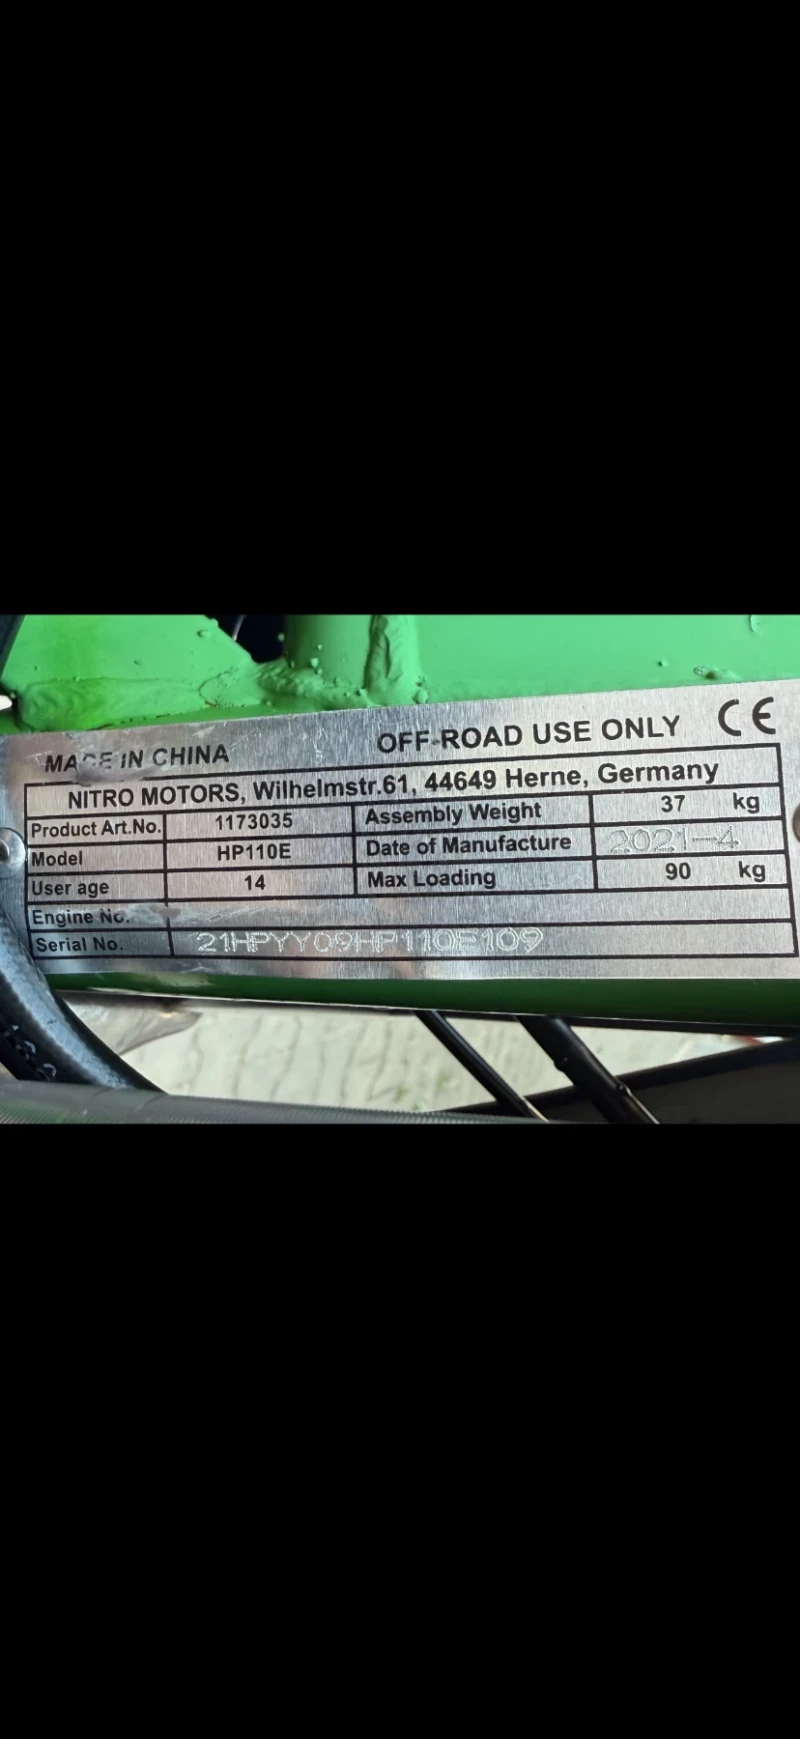 MADE IN CHINA OFF-ROAD USE ONLY CE
NITRO MOTORS, Wilhelmstr.61, 44649 Herne, Germany
Product Art.No. 1173035 Assembly Weight 37 kg
Model HP110E Date of Manufacture 2021-4
User age 14 Max Loading 90 kg
Engine No.
Serial No. 21HPYY09HP110E109